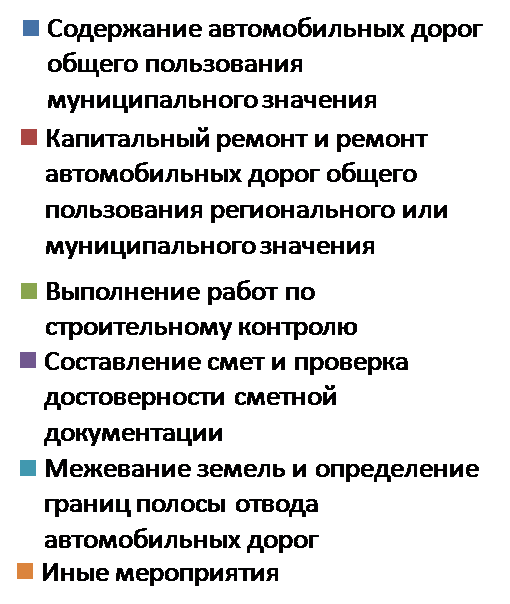 Содержание автомобильных дорог
общего пользования
муниципального значения
Капитальный ремонт и ремонт
автомобильных дорог общего
пользования регионального или
муниципального значения
Выполнение работ по
строительному контролю
Составление смет и проверка
достоверности сметной
документации
Межевание земель и определение
границ полосы отвода
автомобильных дорог
Иные мероприятия